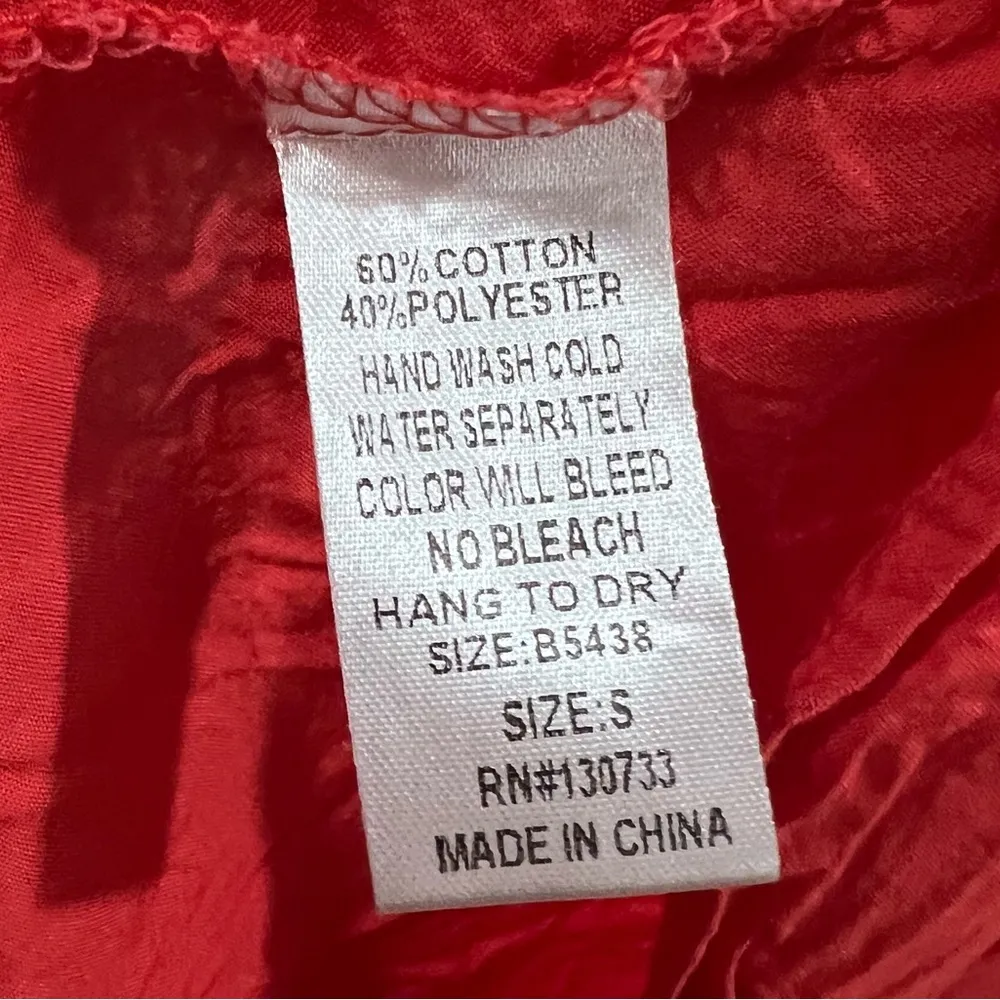 60% COTTON
40%POLYESTER
HAND WASH COLD
WATER SEPARATELY
COLOR WILL BLEED
NO BLEACH
HANG TO DRY
SIZE:B5438
SIZE:S
RN#130733
MADE IN CHINA